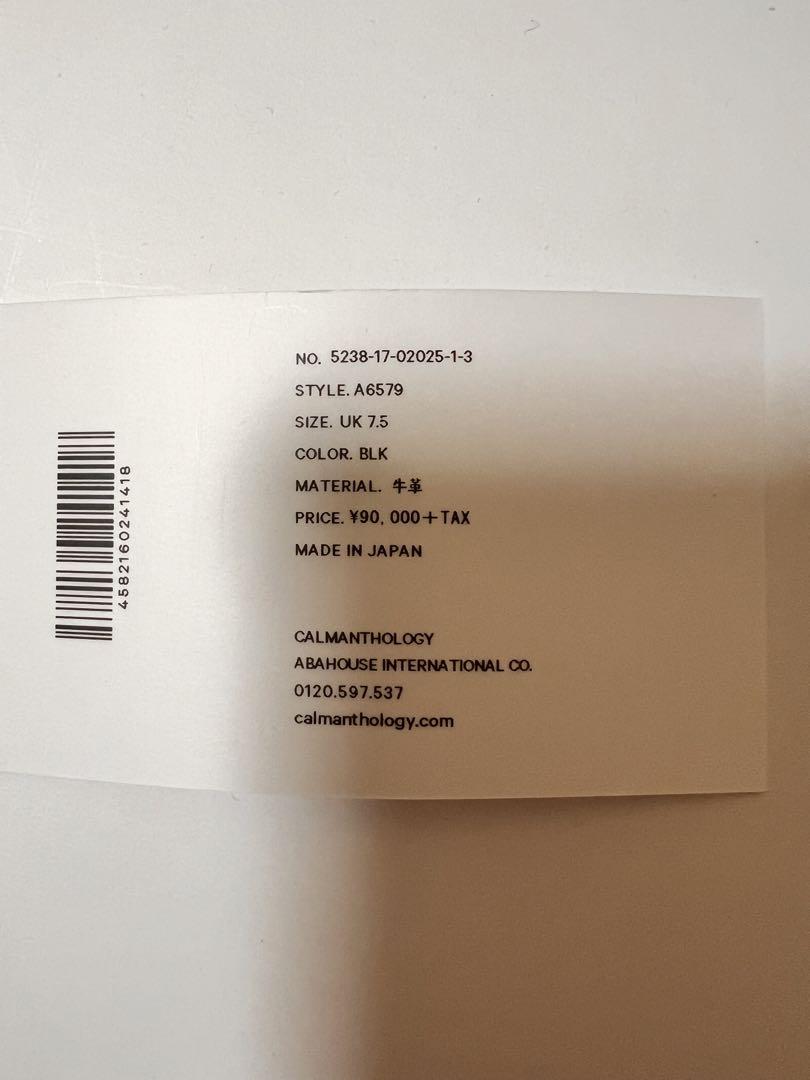 NO. 5238-17-02025-1-3
STYLE. A6579
SIZE. UK 7.5
COLOR. BLK
MATERIAL. 牛革
PRICE. ¥90, 000+TAX
MADE IN JAPAN
CALMANTHOLOGY
ABAHOUSE INTERNATIONAL CO.
0120.597.537
calmanthology.com
4582160241418